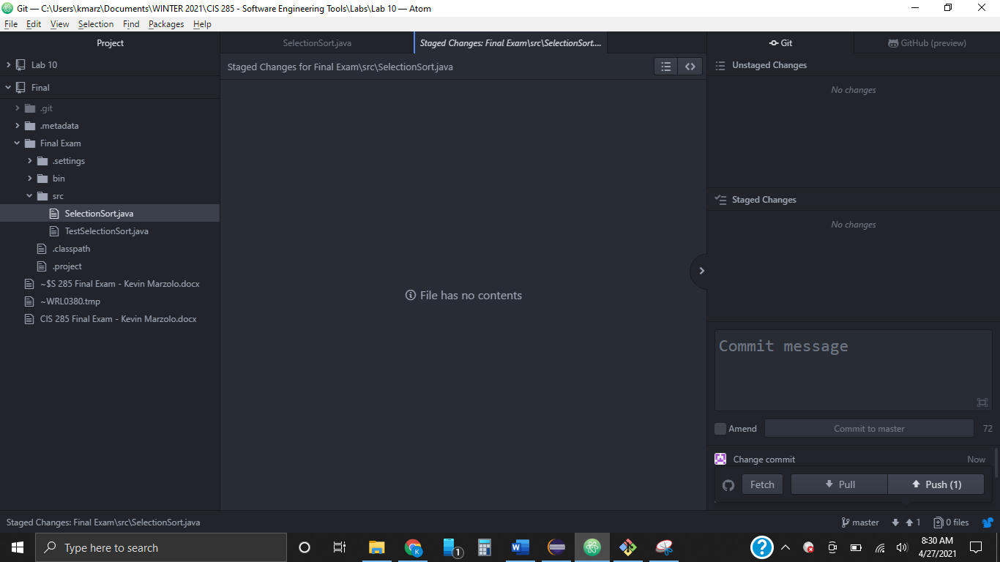 Git — C:\Users\kmarz\Documents\WINTER 2021\CIS 285 - Software Engineering Tools\Labs\Lab 10 — Atom
File Edit View Selection Find Packages Help
Project
Lab 10
Final
.git
.metadata
Final Exam
.settings
bin
src
SelectionSort.java
TestSelectionSort.java
.classpath
.project
~$S 285 Final Exam - Kevin Marzolo.docx
~WRL0380.tmp
CIS 285 Final Exam - Kevin Marzolo.docx
SelectionSort.java
Staged Changes: Final Exam\src\SelectionSort....
Staged Changes for Final Exam\src\SelectionSort.java
File has no contents
Git
GitHub (preview)
Unstaged Changes
No changes
Staged Changes
No changes
Commit message
Amend
Commit to master
72
Change commit
Now
Fetch
Pull
Push (1)
Staged Changes: Final Exam\src\SelectionSort.java
master
1
0 files
Type here to search
K
1
8:30 AM
4/27/2021